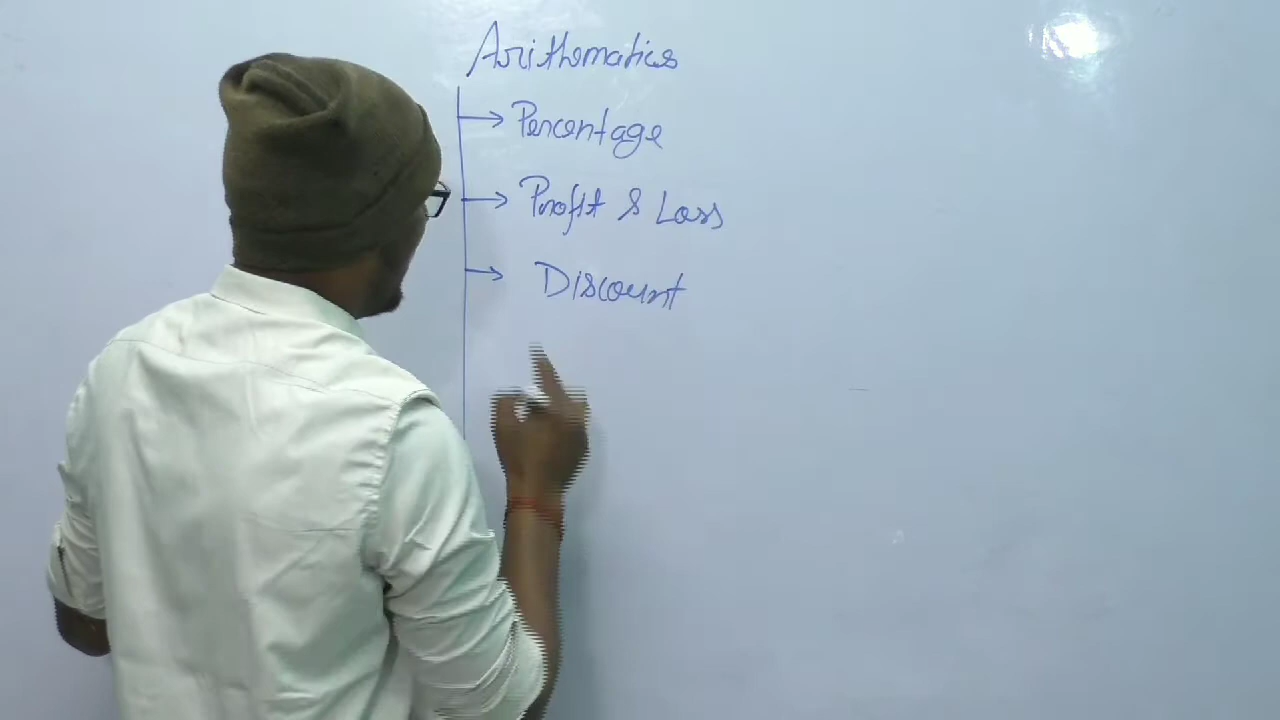 Arithematics
→ Percentage
→ Profit & Loss
→ Discount